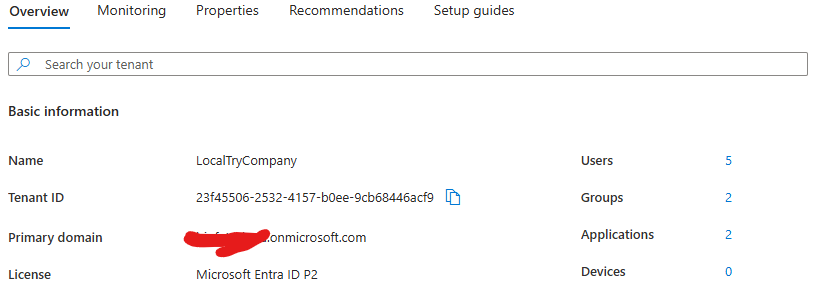 Overview Monitoring Properties Recommendations Setup guides
Search your tenant
Basic information
Name LocalTryCompany Users 5
Tenant ID 23f45506-2532-4157-b0ee-9cb68446acf9 Groups 2
Primary domain .onmicrosoft.com Applications 2
License Microsoft Entra ID P2 Devices 0